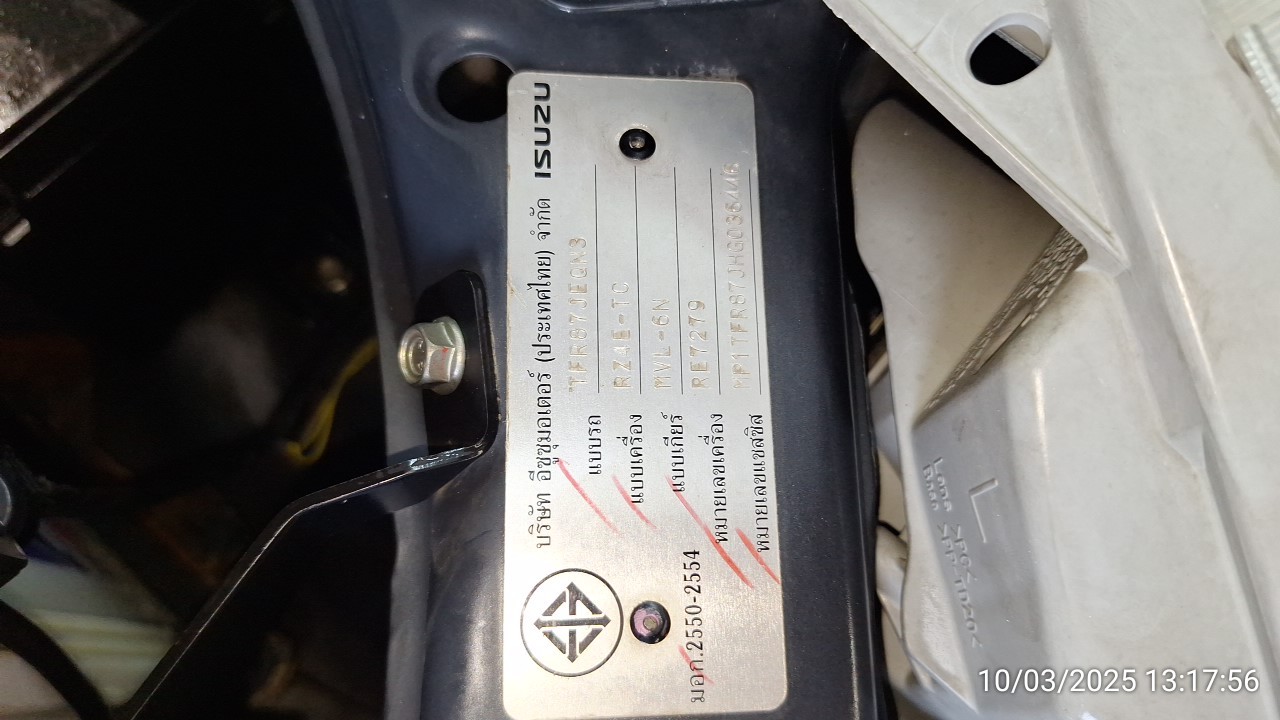 บริษัท อีซูซุมอเตอร์ (ประเทศไทย) จำกัด ISUZU
แบบรถ TFR87JEGN3
แบบเครื่อง RZ4E-TC
แบบเกียร์ MVL-6N
หมายเลขเครื่อง RE7279
หมายเลขแชสซิส
มอก.2550-2554
L
10/03/2025 13:17:56